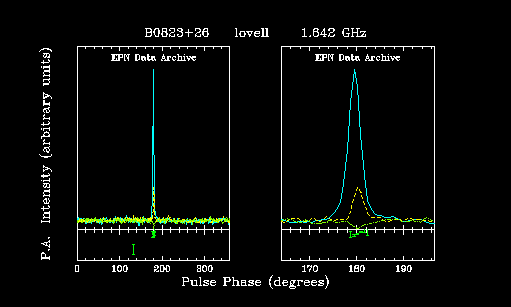 B0823+26 lovell 1.642 GHz
EPN Data Archive EPN Data Archive
P.A. Intensity (arbitrary units)
0 100 200 300 170 180 190
Pulse Phase (degrees)